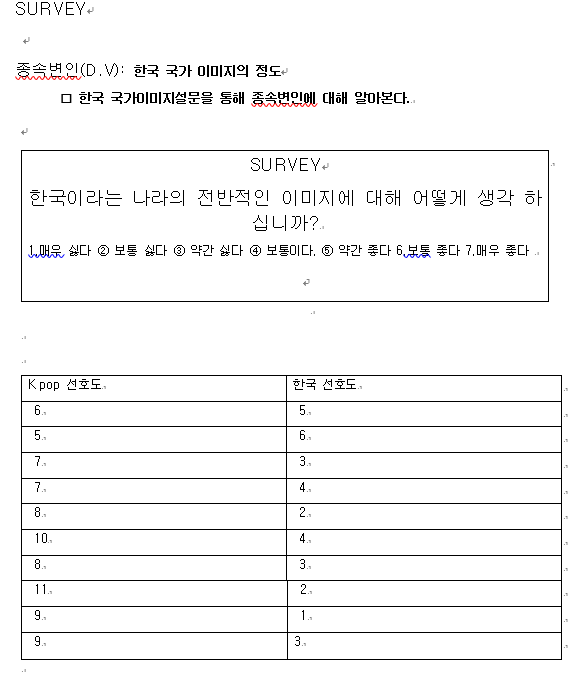 SURVEY
종속변인(D.V): 한국 국가 이미지의 정도
□ 한국 국가이미지설문을 통해 종속변인에 대해 알아본다.
SURVEY
한국이라는 나라의 전반적인 이미지에 대해 어떻게 생각 하
십니까?
1.매우 싫다 ② 보통 싫다 ③ 약간 싫다 ④ 보통이다. ⑤ 약간 좋다 6.보통 좋다 7.매우 좋다
K pop 선호도 한국 선호도
6 5
5 6
7 3
7 4
8 2
10 4
8 3
11 2
9 1
9 3